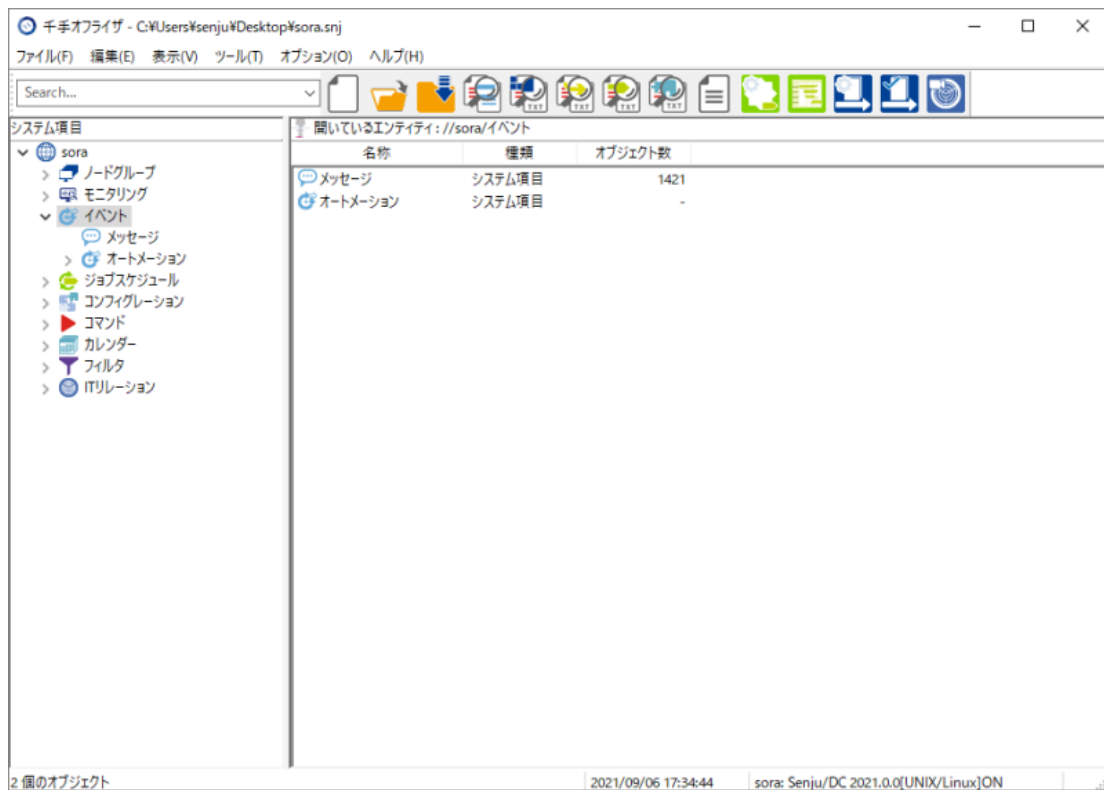 千手オフライザ - C:¥Users¥senju¥Desktop¥sora.snj
ファイル(F) 編集(E) 表示(V) ツール(T) オプション(O) ヘルプ(H)
Search...
TXT TXT TXT TXT
システム項目
開いているエンティティ : //sora/イベント
sora
ノードグループ
モニタリング
イベント
メッセージ
オートメーション
ジョブスケジュール
コンフィグレーション
コマンド
カレンダー
フィルタ
ITリレーション
名称 種類 オブジェクト数
メッセージ システム項目 1421
オートメーション システム項目 -
2 個のオブジェクト 2021/09/06 17:34:44 sora: Senju/DC 2021.0.0[UNIX/Linux]ON